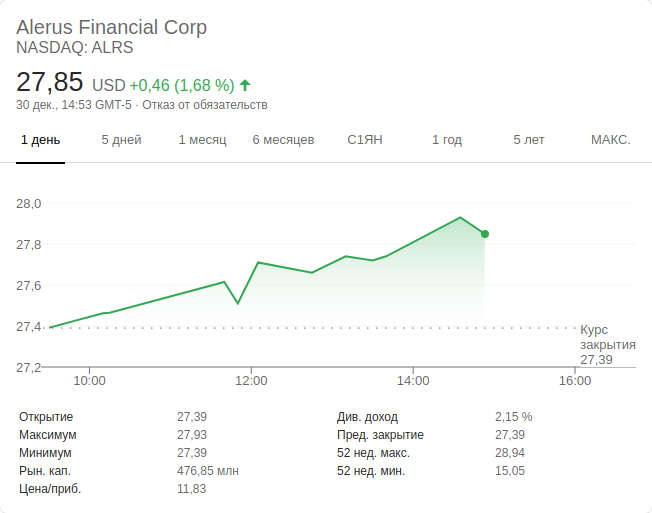 Alerus Financial Corp
NASDAQ: ALRS
27,85 USD +0,46 (1,68 %)
30 дек., 14:53 GMT-5 · Отказ от обязательств
1 день 5 дней 1 месяц 6 месяцев С1ЯН 1 год 5 лет МАКС.
28,0
27,8
27,6
27,4
Курс
закрытия
27,39
27,2
10:00 12:00 14:00 16:00
Открытие 27,39 Див. доход 2,15 %
Максимум 27,93 Пред. закрытие 27,39
Минимум 27,39 52 нед. макс. 28,94
Рын. кап. 476,85 млн 52 нед. мин. 15,05
Цена/приб. 11,83